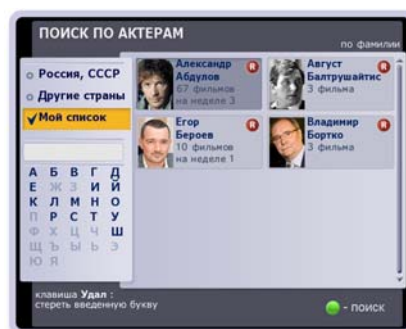 ПОИСК ПО АКТЕРАМ
по фамилии
Россия, СССР
Другие страны
Мой список
А Б В Г Д
Е Ж З И Й
К Л М Н О
П Р С Т У
Ф Х Ц Ч Ш
Щ Ъ Ы Ь Э
Ю Я
Александр
Абдулов
67 фильмов
на неделе 3
R
Август
Балтрушайтис
3 фильма
R
Егор
Бероев
10 фильмов
на неделе 1
R
Владимир
Бортко
3 фильма
R
клавиша Удал :
стереть введенную букву
- ПОИСК